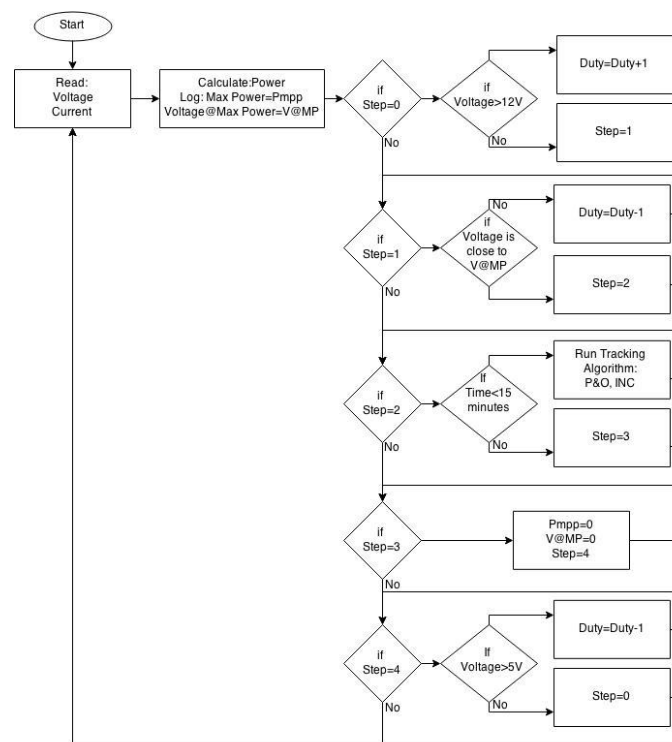 Start
Read:
Voltage
Current
Calculate:Power
Log: Max Power=Pmpp
Voltage@Max Power=V@MP
if
Step=0
if
Voltage>12V
Duty=Duty+1
No
Step=1
No
if
Step=1
No
if
Voltage is
close to
V@MP
Duty=Duty-1
Step=2
No
if
Step=2
If
Time<15
minutes
Run Tracking
Algorithm:
P&O, INC
No
Step=3
No
if
Step=3
Pmpp=0
V@MP=0
Step=4
No
if
Step=4
If
Voltage>5V
Duty=Duty-1
No
Step=0
No